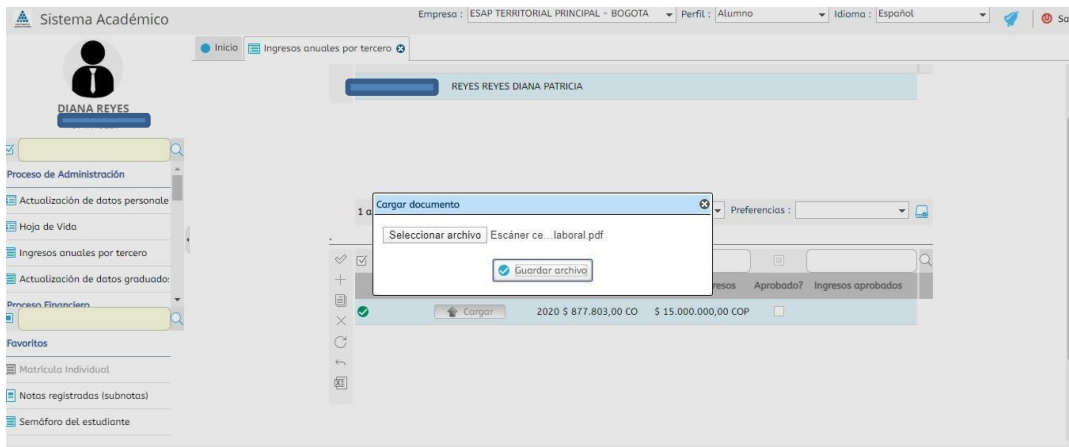 Sistema Académico
Empresa : ESAP TERRITORIAL PRINCIPAL - BOGOTA Perfil : Alumno Idioma : Español
Inicio Ingresos anuales por tercero
REYES REYES DIANA PATRICIA
DIANA REYES
Proceso de Administración
Actualización de datos personale
Hoja de Vida
Ingresos anuales por tercero
Actualización de datos graduado
Proceso Financiero
Favoritos
Matrícula Individual
Notas registradas (subnotas)
Semáforo del estudiante
Cargar documento
Seleccionar archivo Escáner ce...laboral.pdf
Guardar archivo
1 a
Preferencias :
resos Aprobado? Ingresos aprobados
Cargar 2020 $ 877.803,00 CO $ 15.000.000,00 COP